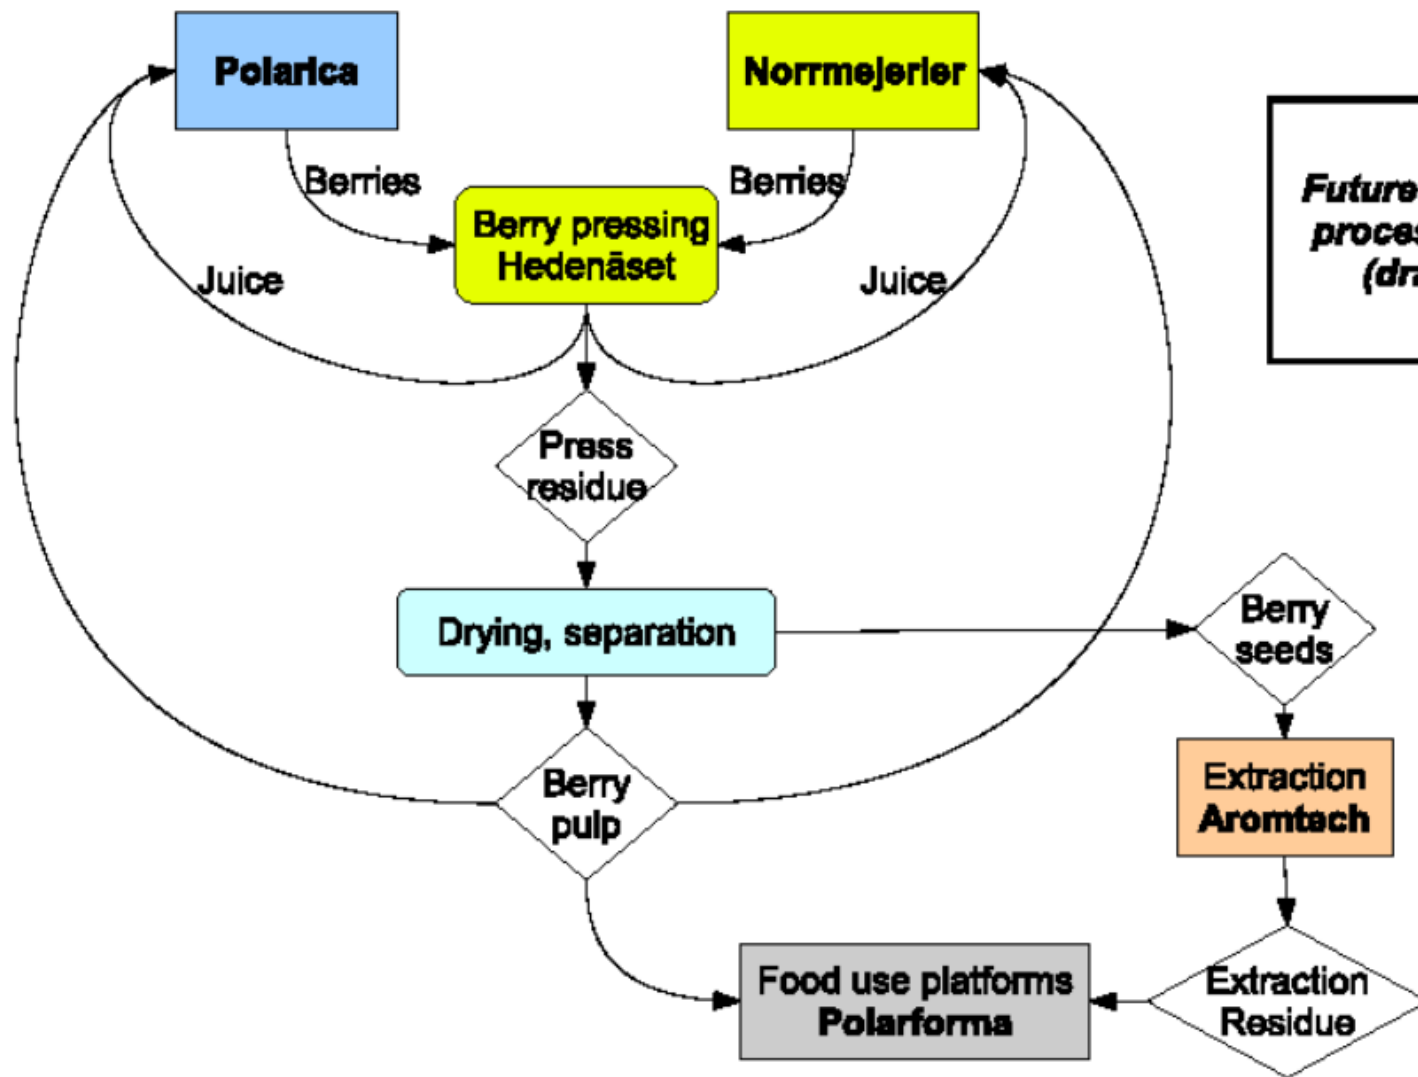 Polarica
Norrmejerier
Berries
Berries
Berry pressing
Hedenäset
Future
Juice
Juice
Press
residue
Drying, separation
Berry
seeds
Berry
pulp
Extraction
Aromtech
Food use platforms
Polarforma
Extraction
Residue